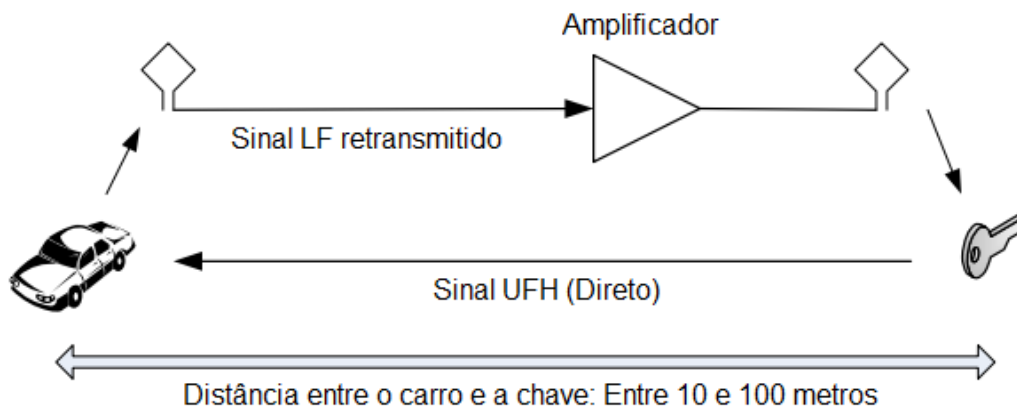 Amplificador
Sinal LF retransmitido
Sinal UFH (Direto)
Distância entre o carro e a chave: Entre 10 e 100 metros